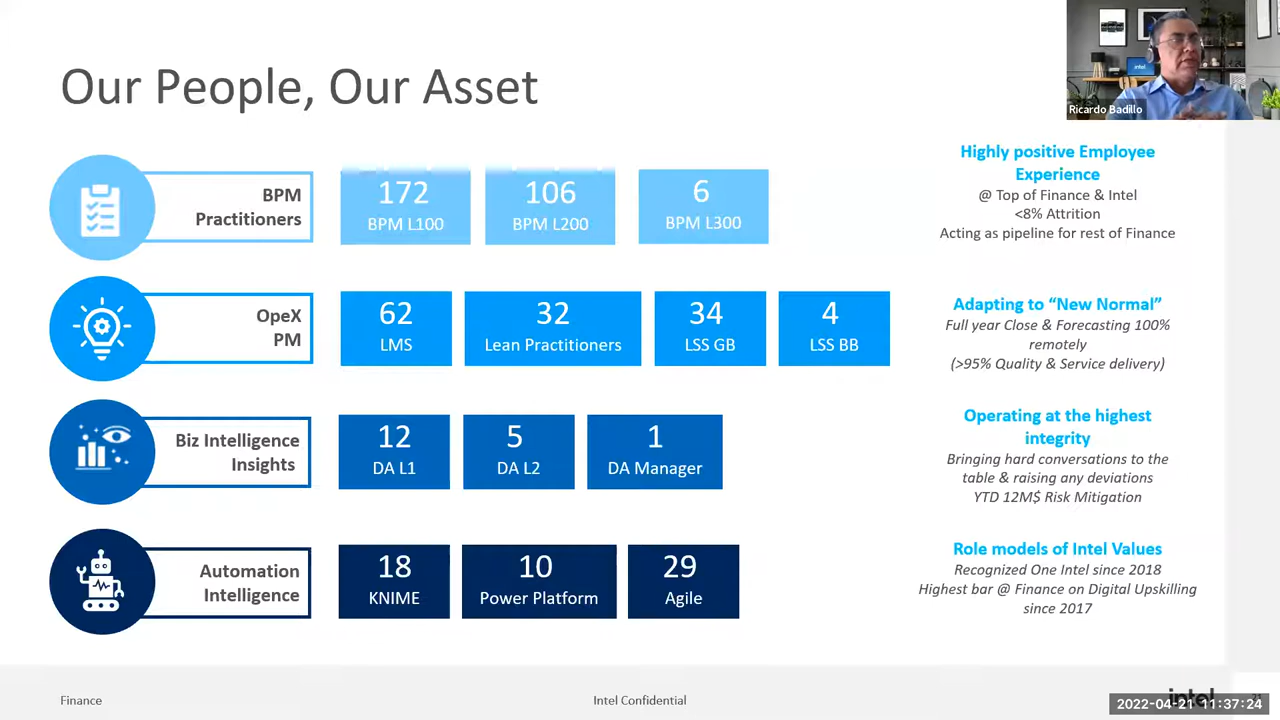 Our People, Our Asset
intel
Ricardo Badillo
BPM
Practitioners
172
BPM L100
106
BPM L200
6
BPM L300
Highly positive Employee
Experience
@ Top of Finance & Intel
<8% Attrition
Acting as pipeline for rest of Finance
OpeX
PM
62
LMS
32
Lean Practitioners
34
LSS GB
4
LSS BB
Adapting to “New Normal”
Full year Close & Forecasting 100%
remotely
(>95% Quality & Service delivery)
Biz Intelligence
Insights
12
DA L1
5
DA L2
1
DA Manager
Operating at the highest
integrity
Bringing hard conversations to the
table & raising any deviations
YTD 12M$ Risk Mitigation
Automation
Intelligence
18
KNIME
10
Power Platform
29
Agile
Role models of Intel Values
Recognized One Intel since 2018
Highest bar @ Finance on Digital Upskilling
since 2017
Finance
Intel Confidential
intel
2022-04-21 11:37:24